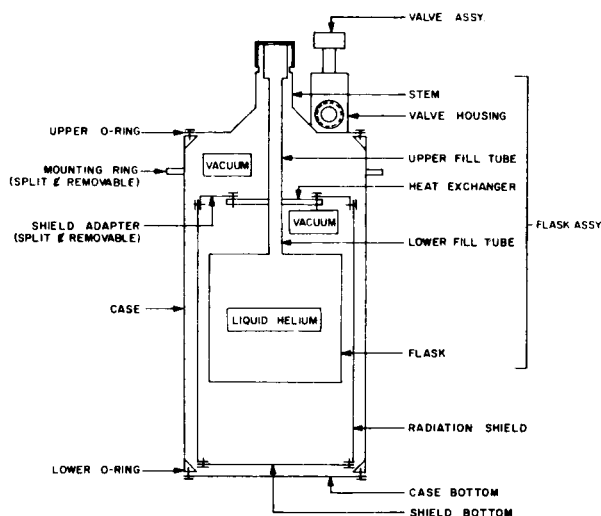 VALVE ASSY.
STEM
VALVE HOUSING
UPPER O-RING
UPPER FILL TUBE
VACUUM
MOUNTING RING
(SPLIT & REMOVABLE)
HEAT EXCHANGER
VACUUM
SHIELD ADAPTER
(SPLIT & REMOVABLE)
LOWER FILL TUBE
FLASK ASSY
CASE
LIQUID HELIUM
FLASK
RADIATION SHIELD
LOWER O-RING
CASE BOTTOM
SHIELD BOTTOM